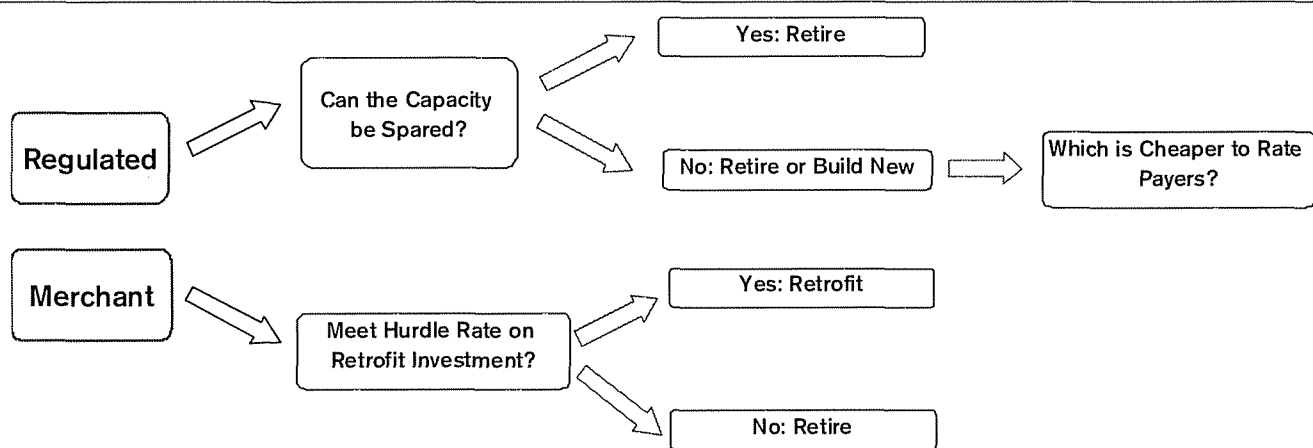 Regulated
Can the Capacity
be Spared?
Yes: Retire
No: Retire or Build New
Which is Cheaper to Rate
Payers?
Merchant
Meet Hurdle Rate on
Retrofit Investment?
Yes: Retrofit
No: Retire